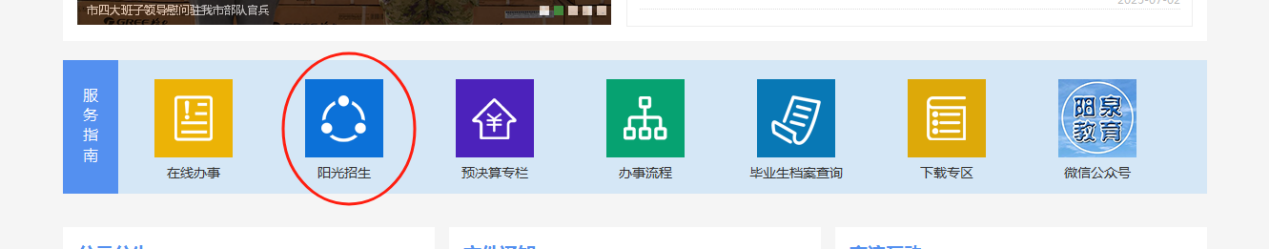 市四大班子领导慰问驻我市部队官兵
服务指南
在线办事
阳光招生
预决算专栏
办事流程
毕业生档案查询
下载专区
阳泉
教育
微信公众号